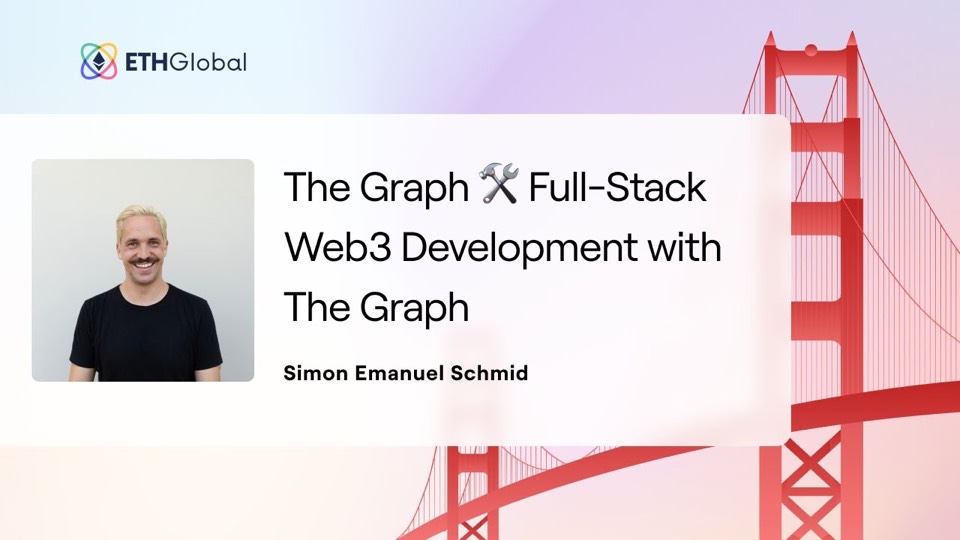 ETHGlobal
The Graph 🛠 Full-Stack
Web3 Development with
The Graph
Simon Emanuel Schmid